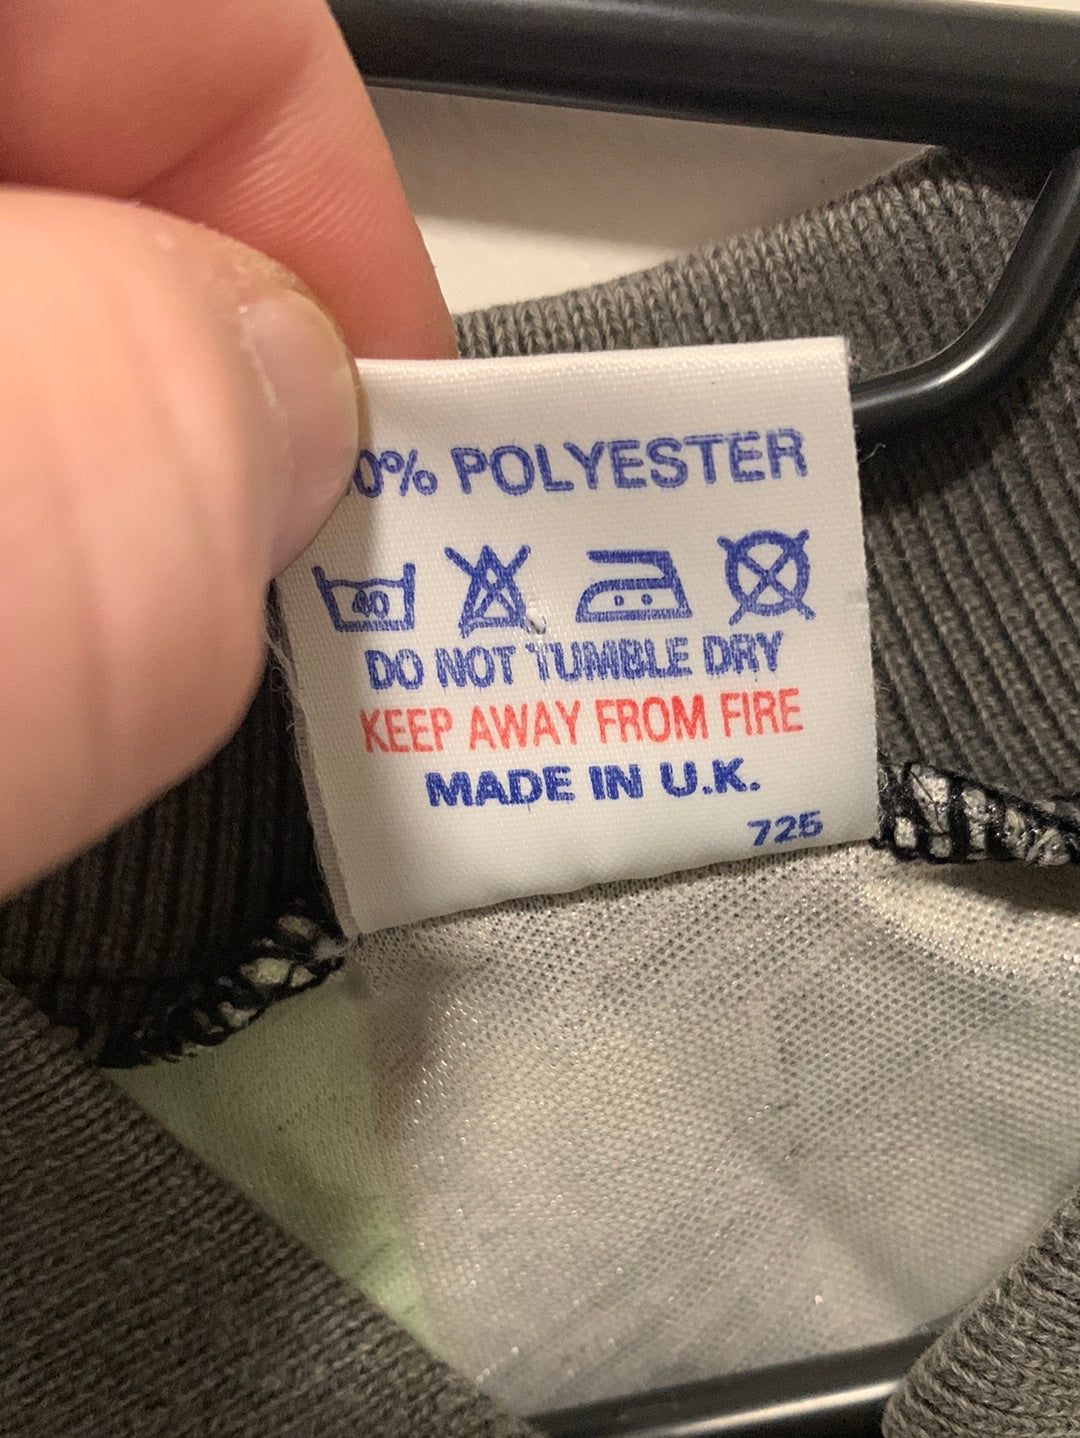 0% POLYESTER
40
DO NOT TUMBLE DRY
KEEP AWAY FROM FIRE
MADE IN U.K.
725